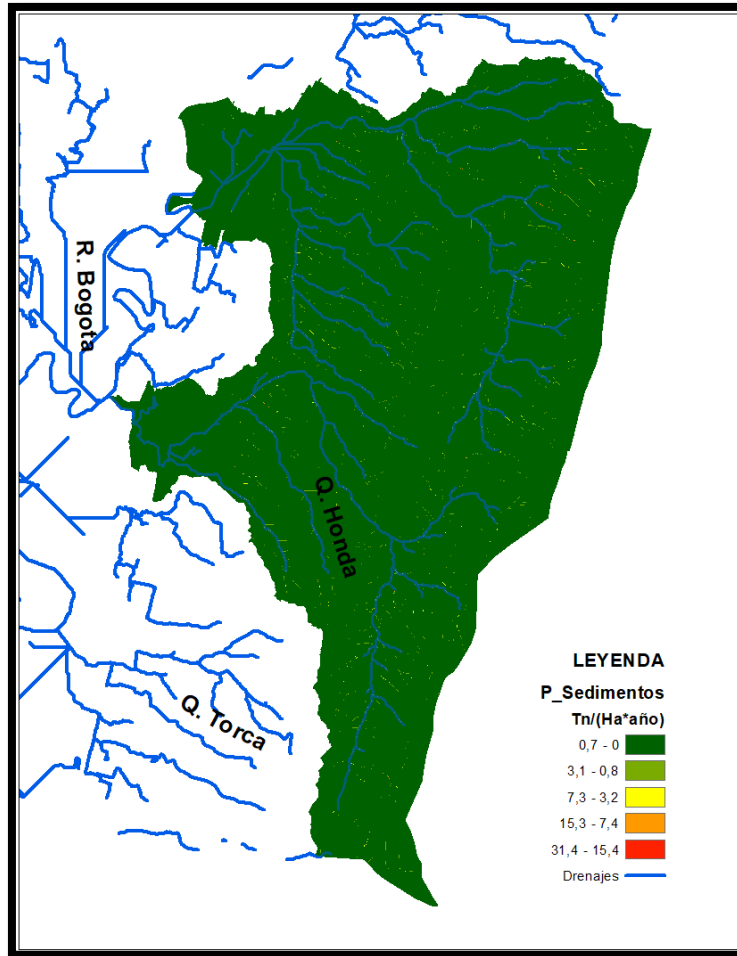 R. Bogota
Q. Honda
Q. Torca
LEYENDA
P_Sedimentos
Tn/(Ha*año)
0,7 - 0
3,1 - 0,8
7,3 - 3,2
15,3 - 7,4
31,4 - 15,4
Drenajes